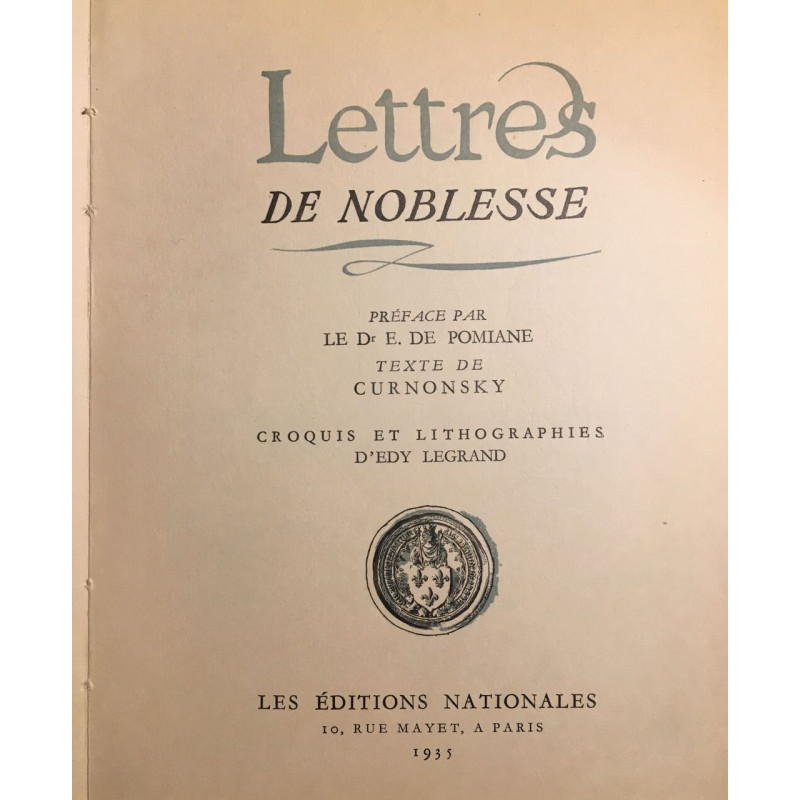 Lettres
DE NOBLESSE
PRÉFACE PAR
LE Dr E. DE POMIANE
TEXTE DE
CURNONSKY
CROQUIS ET LITHOGRAPHIES
D'EDY LEGRAND
LES ÉDITIONS NATIONALES
10, RUE MAYET, A PARIS
1935